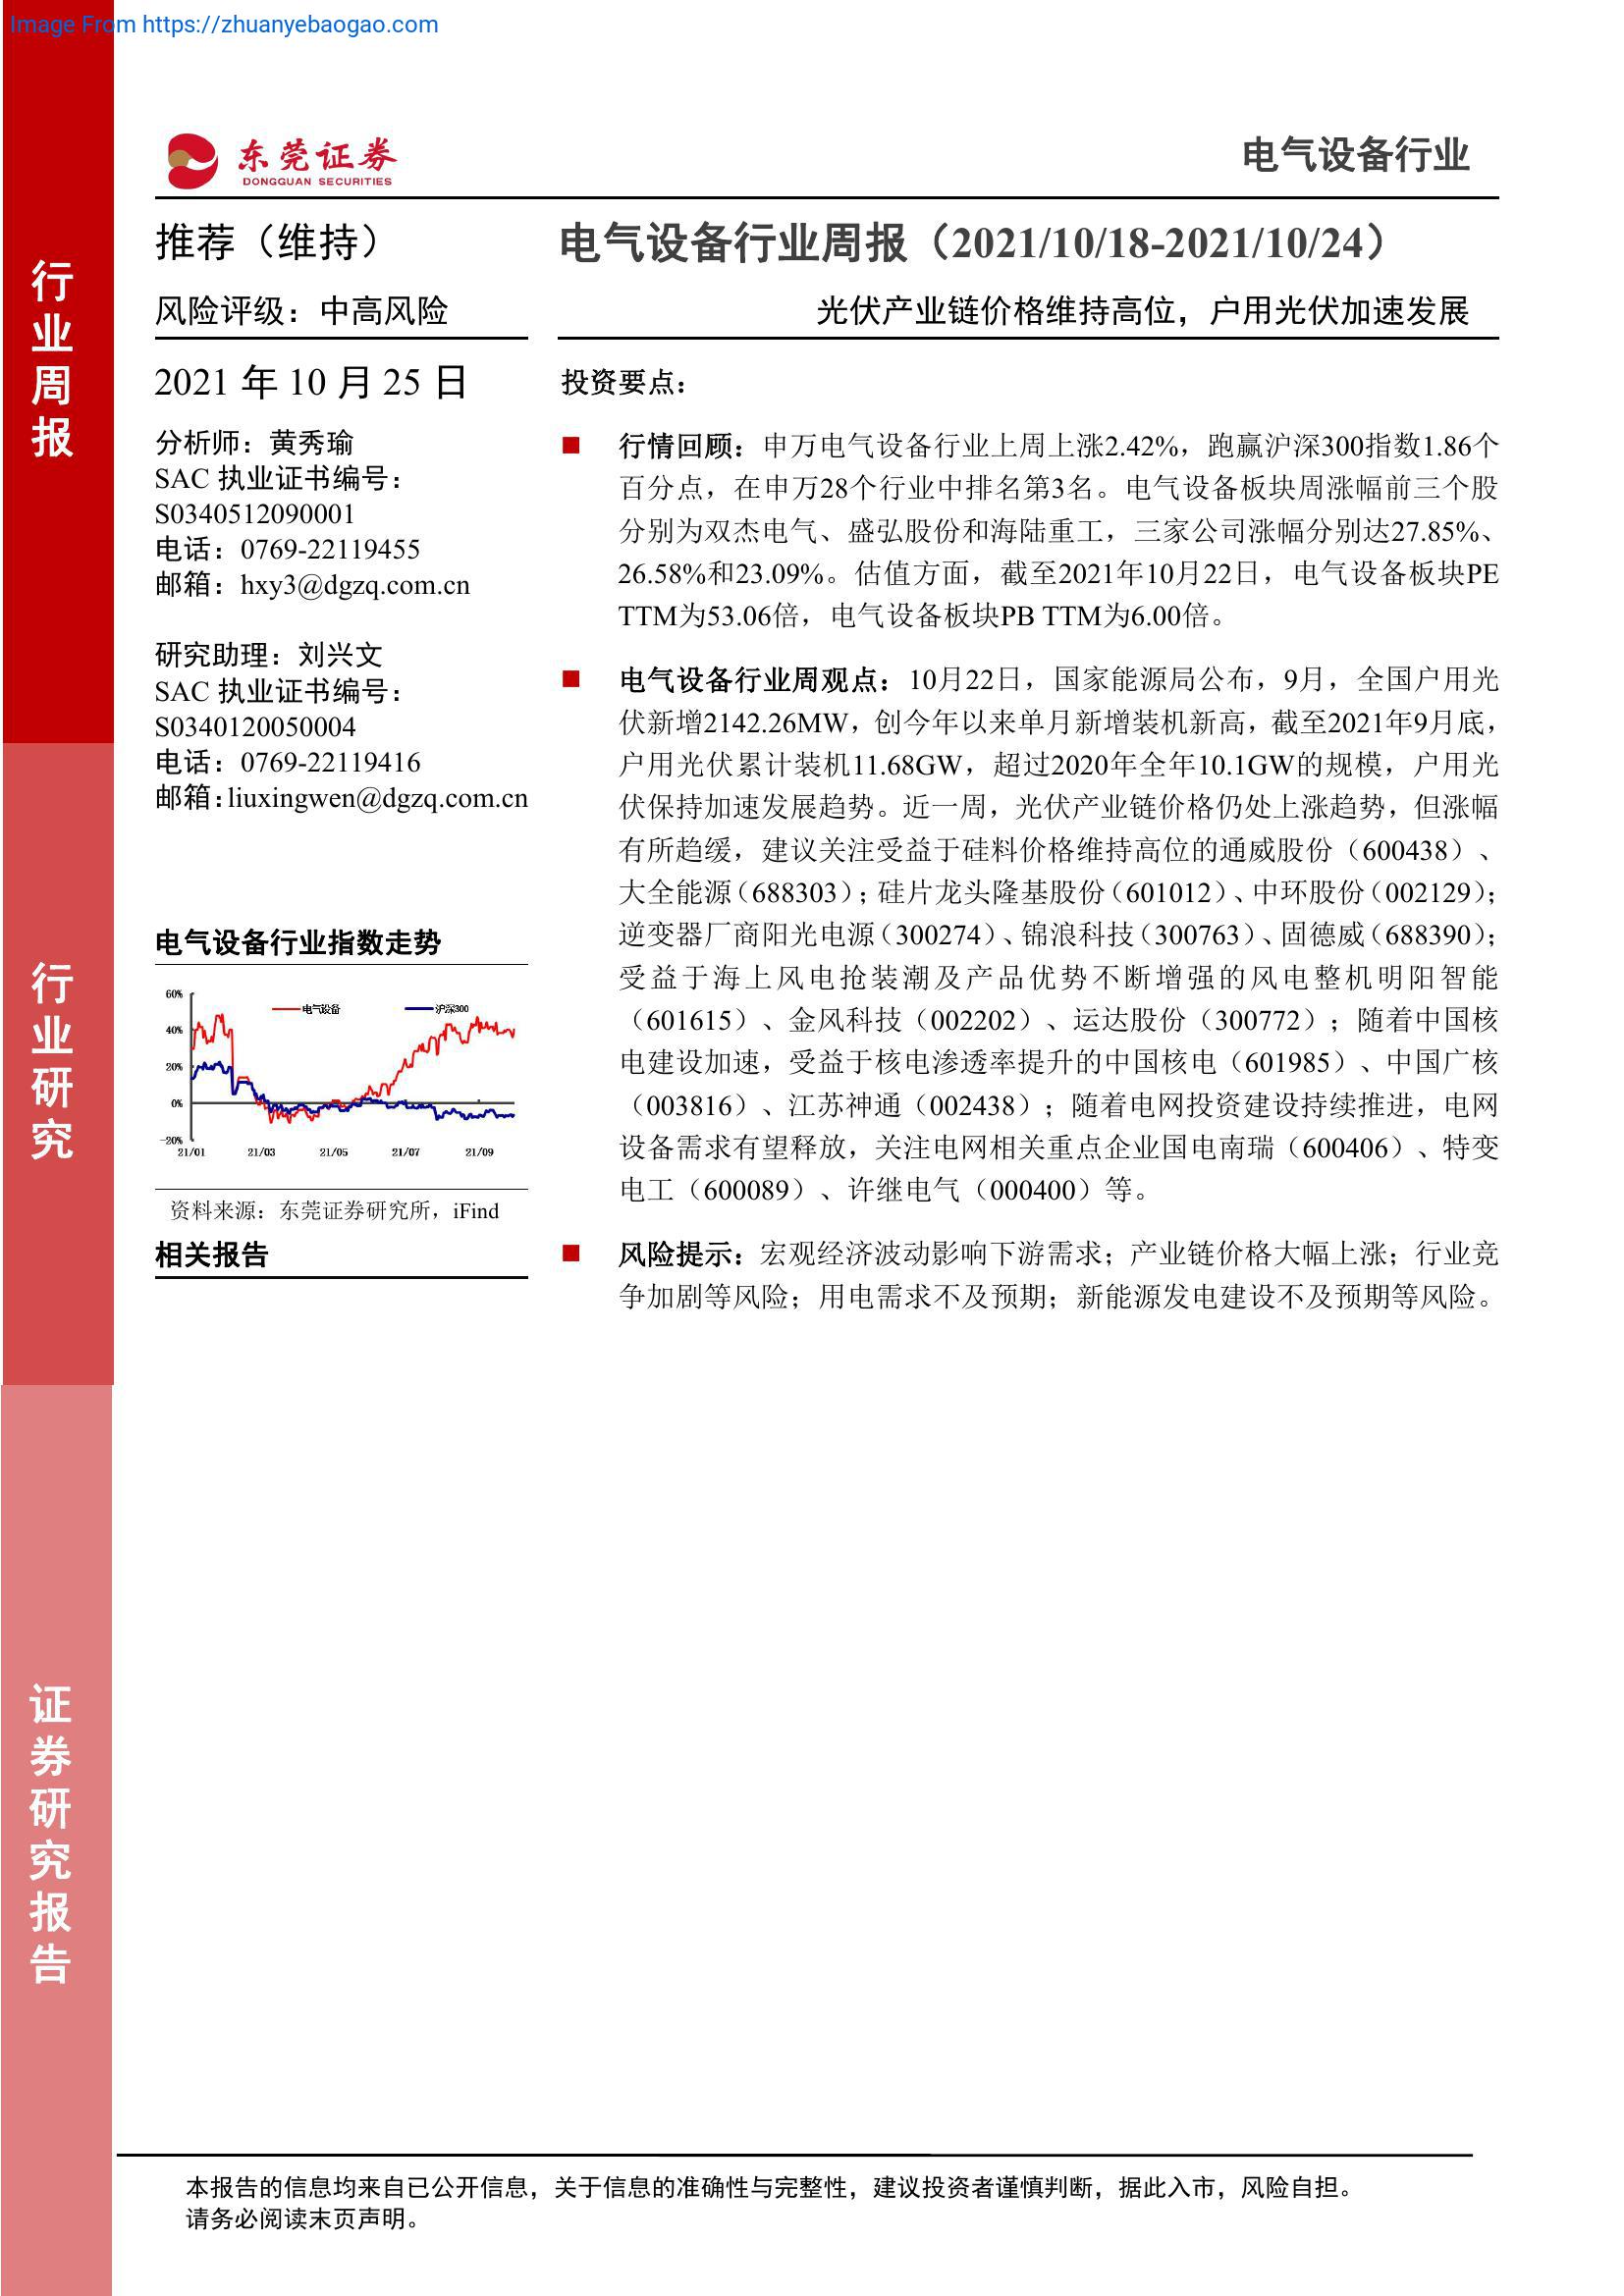 Image From https://zhuanyebaogao.com
东莞证券
DONGGUAN SECURITIES
电气设备行业
行业周报
行业研究
证券研究报告
推荐（维持）
风险评级：中高风险
2021 年 10 月 25 日
分析师：黄秀瑜
SAC 执业证书编号：
S0340512090001
电话：0769-22119455
邮箱：hxy3@dgzq.com.cn
研究助理：刘兴文
SAC 执业证书编号：
S0340120050004
电话：0769-22119416
邮箱：liuxingwen@dgzq.com.cn
电气设备行业指数走势
60%
40%
20%
0%
-20%
电气设备
沪深300
21/01
21/03
21/05
21/07
21/09
资料来源：东莞证券研究所，iFind
相关报告
电气设备行业周报（2021/10/18-2021/10/24）
光伏产业链价格维持高位，户用光伏加速发展
投资要点：
行情回顾：申万电气设备行业上周上涨2.42%，跑赢沪深300指数1.86个
百分点，在申万28个行业中排名第3名。电气设备板块周涨幅前三个股
分别为双杰电气、盛弘股份和海陆重工，三家公司涨幅分别达27.85%、
26.58%和23.09%。估值方面，截至2021年10月22日，电气设备板块PE
TTM为53.06倍，电气设备板块PB TTM为6.00倍。
电气设备行业周观点：10月22日，国家能源局公布，9月，全国户用光
伏新增2142.26MW，创今年以来单月新增装机新高，截至2021年9月底，
户用光伏累计装机11.68GW，超过2020年全年10.1GW的规模，户用光
伏保持加速发展趋势。近一周，光伏产业链价格仍处上涨趋势，但涨幅
有所趋缓，建议关注受益于硅料价格维持高位的通威股份（600438）、
大全能源（688303）；硅片龙头隆基股份（601012）、中环股份（002129）；
逆变器厂商阳光电源（300274）、锦浪科技（300763）、固德威（688390）；
受益于海上风电抢装潮及产品优势不断增强的风电整机明阳智能
（601615）、金风科技（002202）、运达股份（300772）；随着中国核
电建设加速，受益于核电渗透率提升的中国核电（601985）、中国广核
（003816）、江苏神通（002438）；随着电网投资建设持续推进，电网
设备需求有望释放，关注电网相关重点企业国电南瑞（600406）、特变
电工（600089）、许继电气（000400）等。
风险提示：宏观经济波动影响下游需求；产业链价格大幅上涨；行业竞
争加剧等风险；用电需求不及预期；新能源发电建设不及预期等风险。
本报告的信息均来自已公开信息，关于信息的准确性与完整性，建议投资者谨慎判断，据此入市，风险自担。
请务必阅读末页声明。